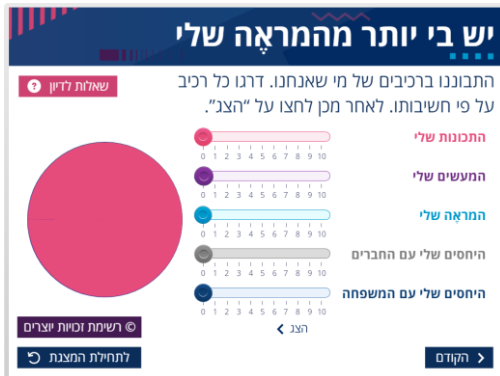 יש בי יותר מהמראֶה שלי
שאלות לדיון ?
התבוננו ברכיבים של מי שאנחנו. דרגו כל רכיב
על פי חשיבותו. לאחר מכן לחצו על "הצג".
התכונות שלי
0 1 2 3 4 5 6 7 8 9 10
המעשים שלי
0 1 2 3 4 5 6 7 8 9 10
המראֶה שלי
0 1 2 3 4 5 6 7 8 9 10
היחסים שלי עם החברים
0 1 2 3 4 5 6 7 8 9 10
היחסים שלי עם המשפחה
0 1 2 3 4 5 6 7 8 9 10
הצג
© רשימת זכויות יוצרים
לתחילת המצגת
הקודם